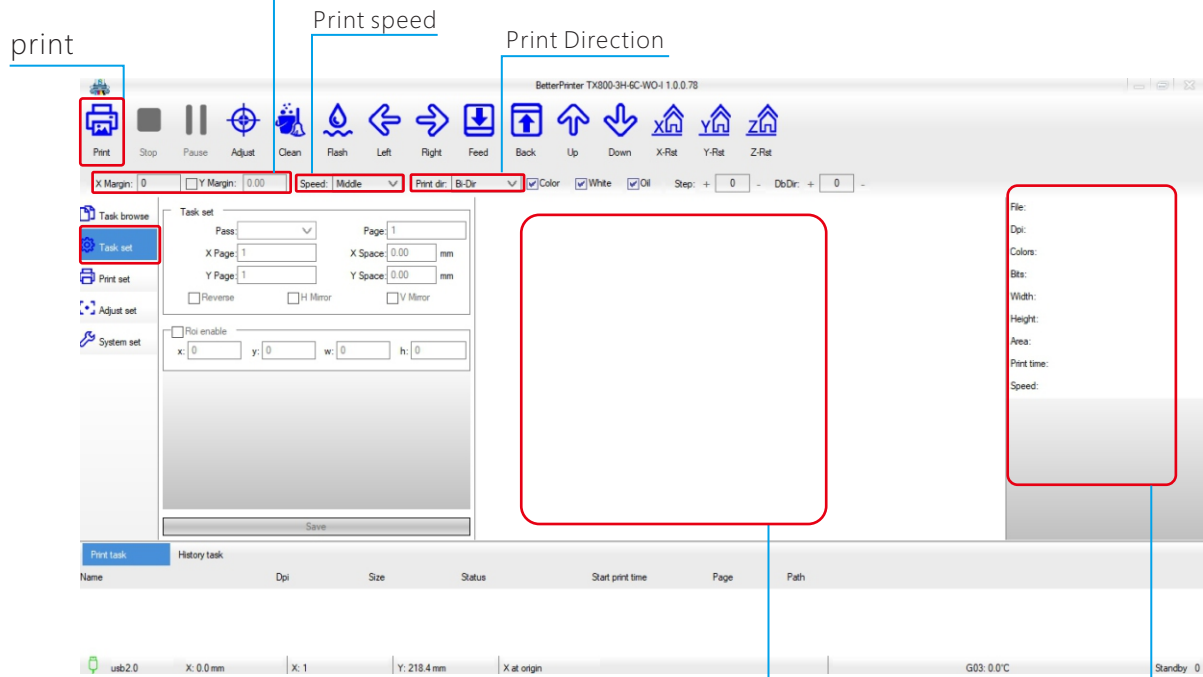 Print speed
print
Print Direction
BetterPrinter TX800-3H-6C-WO-I 1.0.0.78
Print Stop Pause Adjust Clean Flash Left Right Feed Back Up Down X-Rst Y-Rst Z-Rst
X Margin: 0 Y Margin: 0.00 Speed: Middle Print dir: Bi-Dir Color White Oil Step: + 0 - DbDir: + 0 -
Task browse
Task set
Print set
Adjust set
System set
Task set
Pass: Page: 1
X Page: 1 X Space: 0.00 mm
Y Page: 1 Y Space: 0.00 mm
Reverse H Mirror V Mirror
Roi enable
x: 0 y: 0 w: 0 h: 0
Save
File:
Dpi:
Colors:
Bits:
Width:
Height:
Area:
Print time:
Speed:
Print task History task
Name Dpi Size Status Start print time Page Path
usb2.0 X: 0.0 mm X: 1 Y: 218.4 mm X at origin G03: 0.0°C Standby 0